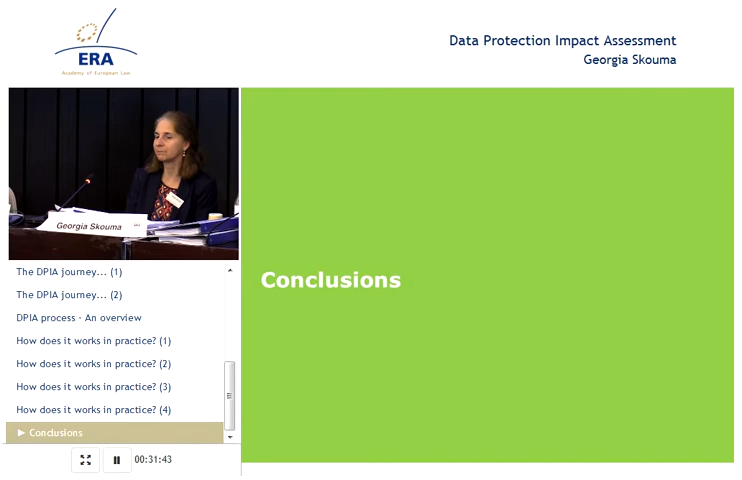 ERA
Academy of European Law
Data Protection Impact Assessment
Georgia Skouma
Georgia Skouma
The DPIA journey... (1)
The DPIA journey... (2)
DPIA process - An overview
How does it works in practice? (1)
How does it works in practice? (2)
How does it works in practice? (3)
How does it works in practice? (4)
Conclusions
00:31:43
Conclusions